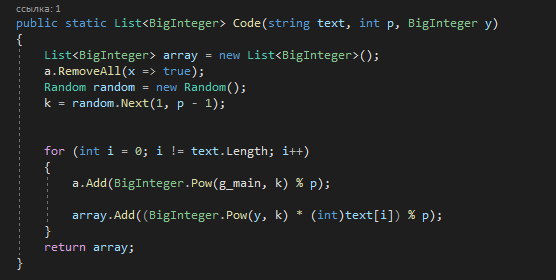 ссылка: 1
public static List<BigInteger> Code(string text, int p, BigInteger y)
{
List<BigInteger> array = new List<BigInteger>();
a.RemoveAll(x => true);
Random random = new Random();
k = random.Next(1, p - 1);
for (int i = 0; i != text.Length; i++)
{
a.Add(BigInteger.Pow(g_main, k) % p);
array.Add((BigInteger.Pow(y, k) * (int)text[i]) % p);
}
return array;
}